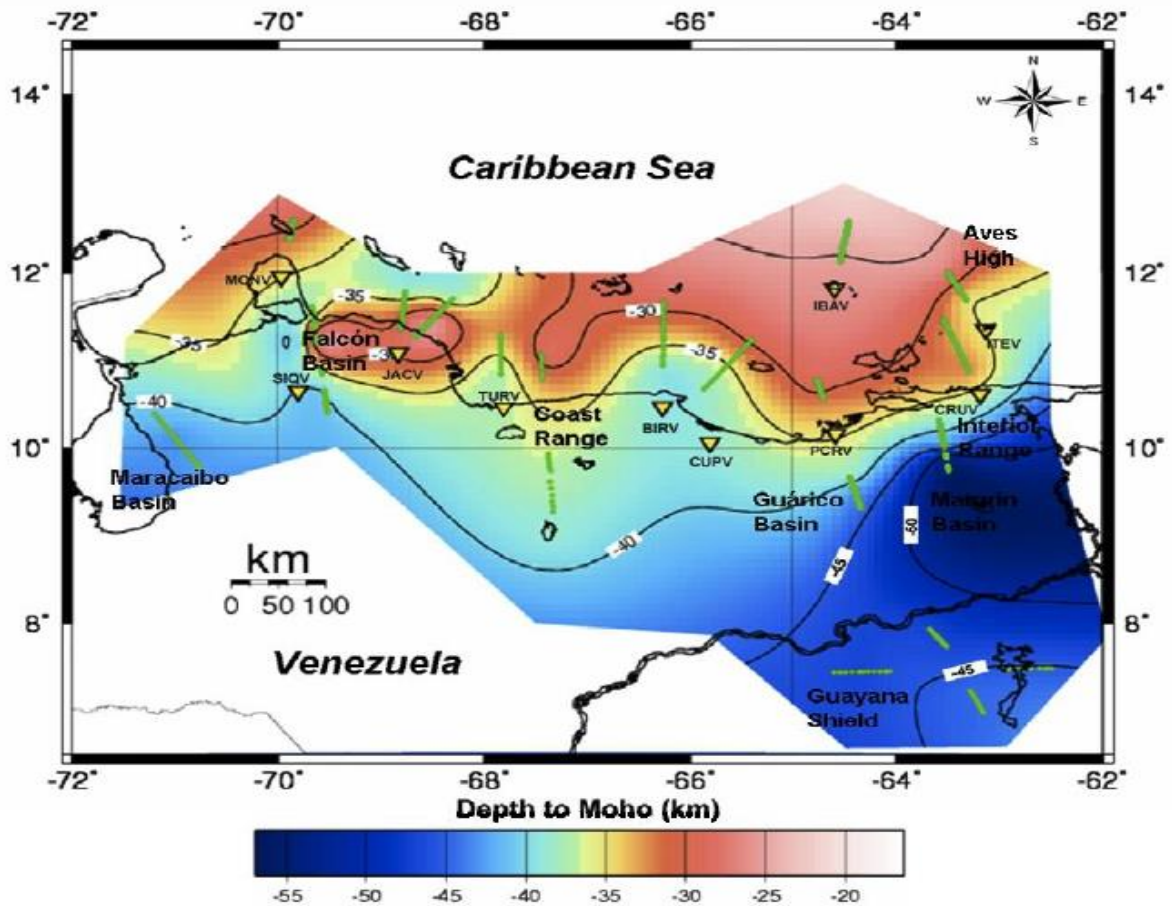 -72° -70° -68° -66° -64° -62°
14° 14°
N
W E
S
Caribbean Sea
Aves
High
12° 12°
MONV
-35
IBAV
-30
ITEV
-35
Falcón
Basin
JACV
-35
SIQV
TURV
CRUV
-40
Coast
Range
BIRV
Interior
Range
10° 10°
CUPV
PCRV
Maracaibo
Basin
Guárico
Basin
Maturin
Basin
-50
-40
-45
km
0 50 100
8° 8°
Venezuela
-45
Guayana
Shield
-72° -70° -68° -66° -64° -62°
Depth to Moho (km)
-55 -50 -45 -40 -35 -30 -25 -20